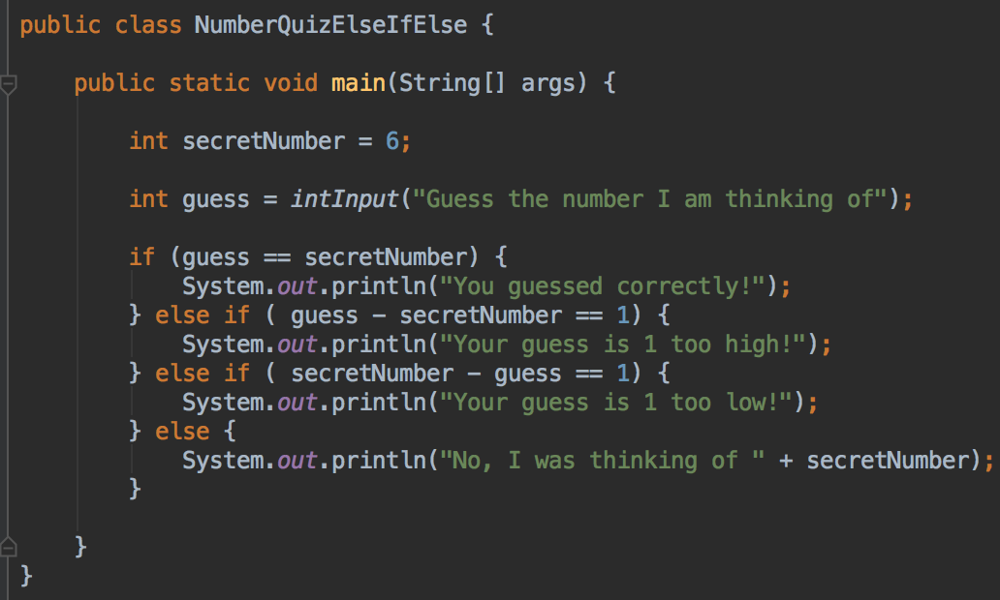 public class NumberQuizElseIfElse {
public static void main(String[] args) {
int secretNumber = 6;
int guess = intInput("Guess the number I am thinking of");
if (guess == secretNumber) {
System.out.println("You guessed correctly!");
} else if ( guess - secretNumber == 1) {
System.out.println("Your guess is 1 too high!");
} else if ( secretNumber - guess == 1) {
System.out.println("Your guess is 1 too low!");
} else {
System.out.println("No, I was thinking of " + secretNumber);
}
}
}